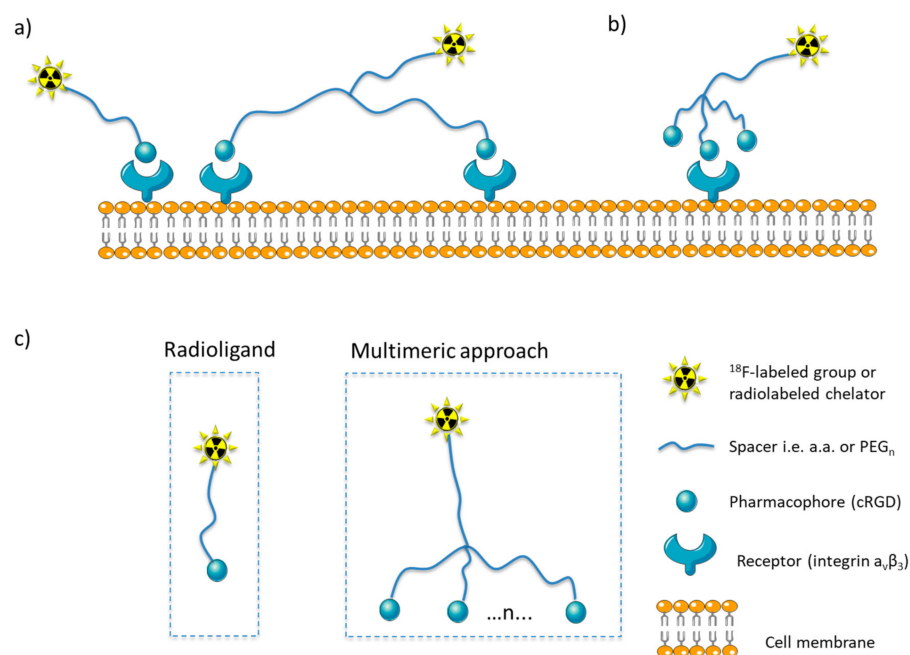 a)
b)
c)
Radioligand
Multimeric approach
...n...
¹⁸F-labeled group or
radiolabeled chelator
Spacer i.e. a.a. or PEGₙ
Pharmacophore (cRGD)
Receptor (integrin aᵥβ₃)
Cell membrane